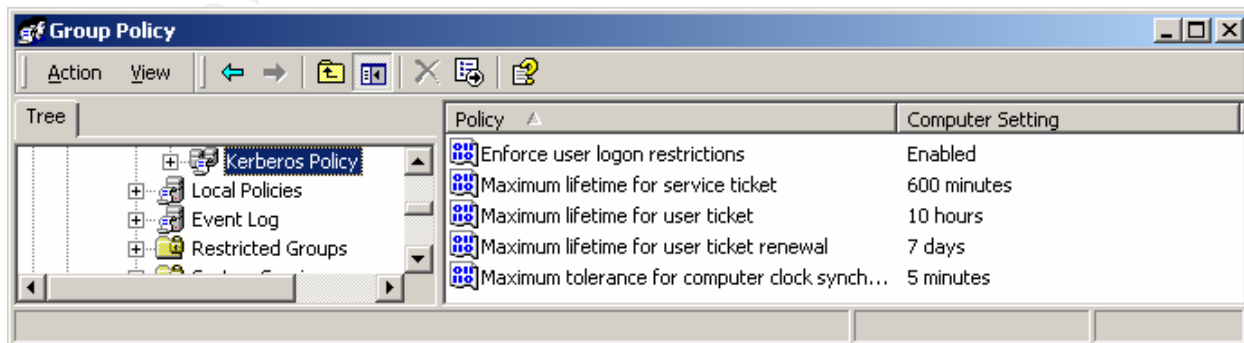 Group Policy
Action View
Tree
Policy Computer Setting
Kerberos Policy
Local Policies
Event Log
Restricted Groups
Enforce user logon restrictions Enabled
Maximum lifetime for service ticket 600 minutes
Maximum lifetime for user ticket 10 hours
Maximum lifetime for user ticket renewal 7 days
Maximum tolerance for computer clock synch... 5 minutes